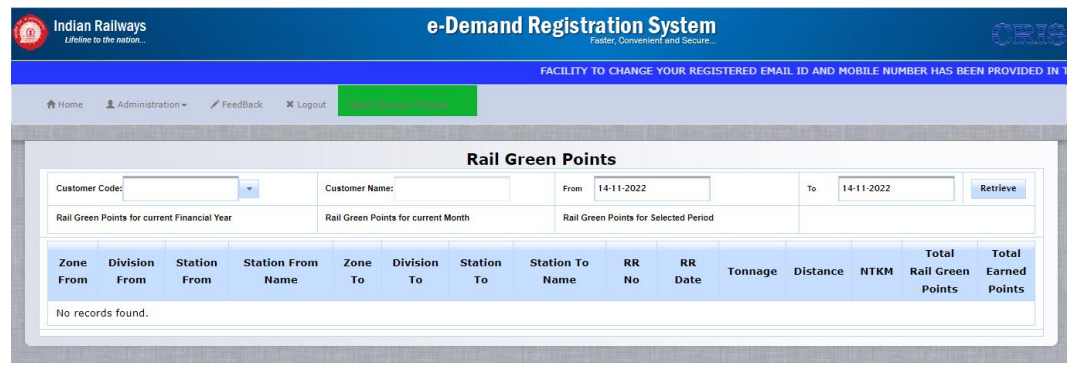 Indian Railways
Lifeline to the nation...
e-Demand Registration System
Faster, Convenient and Secure...
CRIS
FACILITY TO CHANGE YOUR REGISTERED EMAIL ID AND MOBILE NUMBER HAS BEEN PROVIDED IN T
Home Administration FeedBack Logout
Rail Green Points
Customer Code: Customer Name: From 14-11-2022 To 14-11-2022 Retrieve
Rail Green Points for current Financial Year Rail Green Points for current Month Rail Green Points for Selected Period
Zone From Division From Station From Station From Name Zone To Division To Station To Station To Name RR No RR Date Tonnage Distance NTKM Total Rail Green Points Total Earned Points
No records found.